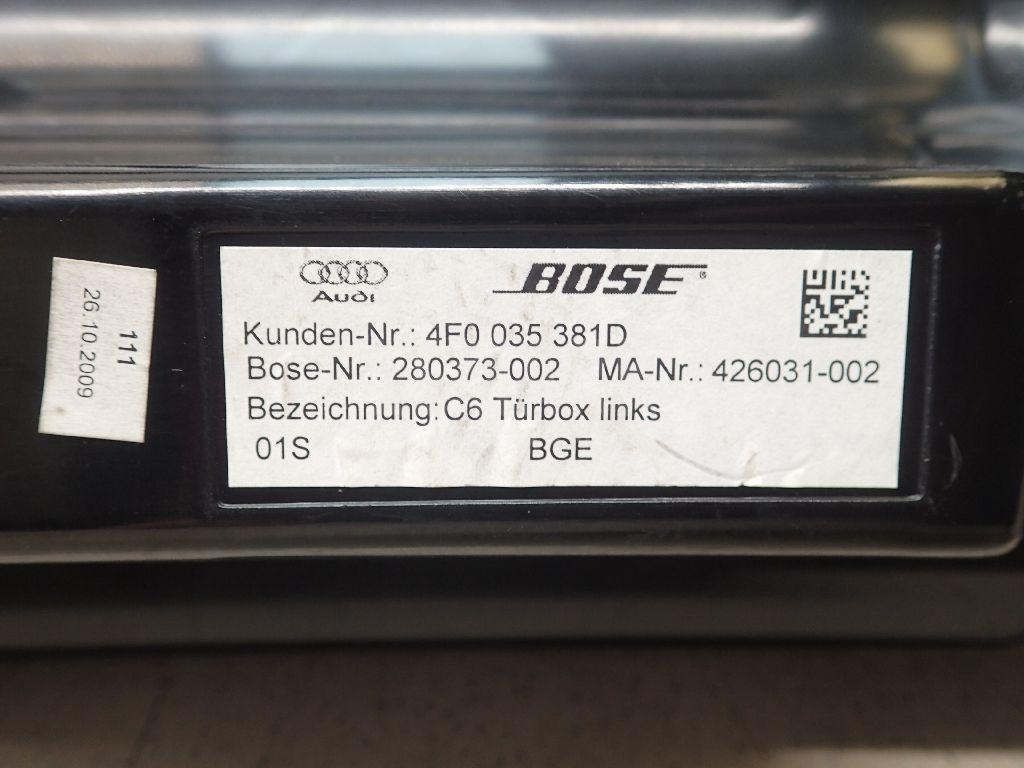 111
26.10.2009
Audi
BOSE®
Kunden-Nr.: 4F0 035 381D
Bose-Nr.: 280373-002 MA-Nr.: 426031-002
Bezeichnung: C6 Türbox links
01S BGE